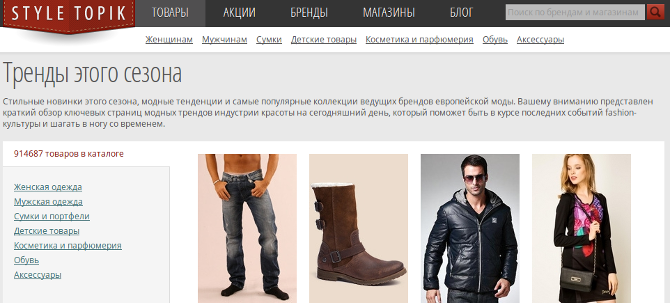 STYLE TOPIK
ТОВАРЫ АКЦИИ БРЕНДЫ МАГАЗИНЫ БЛОГ
Поиск по брендам и магазинам
Женщинам Мужчинам Сумки Детские товары Косметика и парфюмерия Обувь Аксессуары
Тренды этого сезона
Стильные новинки этого сезона, модные тенденции и самые популярные коллекции ведущих брендов европейской моды. Вашему вниманию представлен
краткий обзор ключевых страниц модных трендов индустрии красоты на сегодняшний день, который поможет быть в курсе последних событий fashion-
культуры и шагать в ногу со временем.
914687 товаров в каталоге
Женская одежда
Мужская одежда
Сумки и портфели
Детские товары
Косметика и парфюмерия
Обувь
Аксессуары